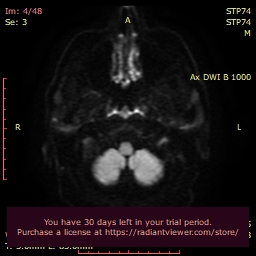 Im: 4/48
Se: 3
A
STP74
STP74
M
Ax DWI B 1000
R
L
You have 30 days left in your trial period.
Purchase a license at https://radiantviewer.com/store/